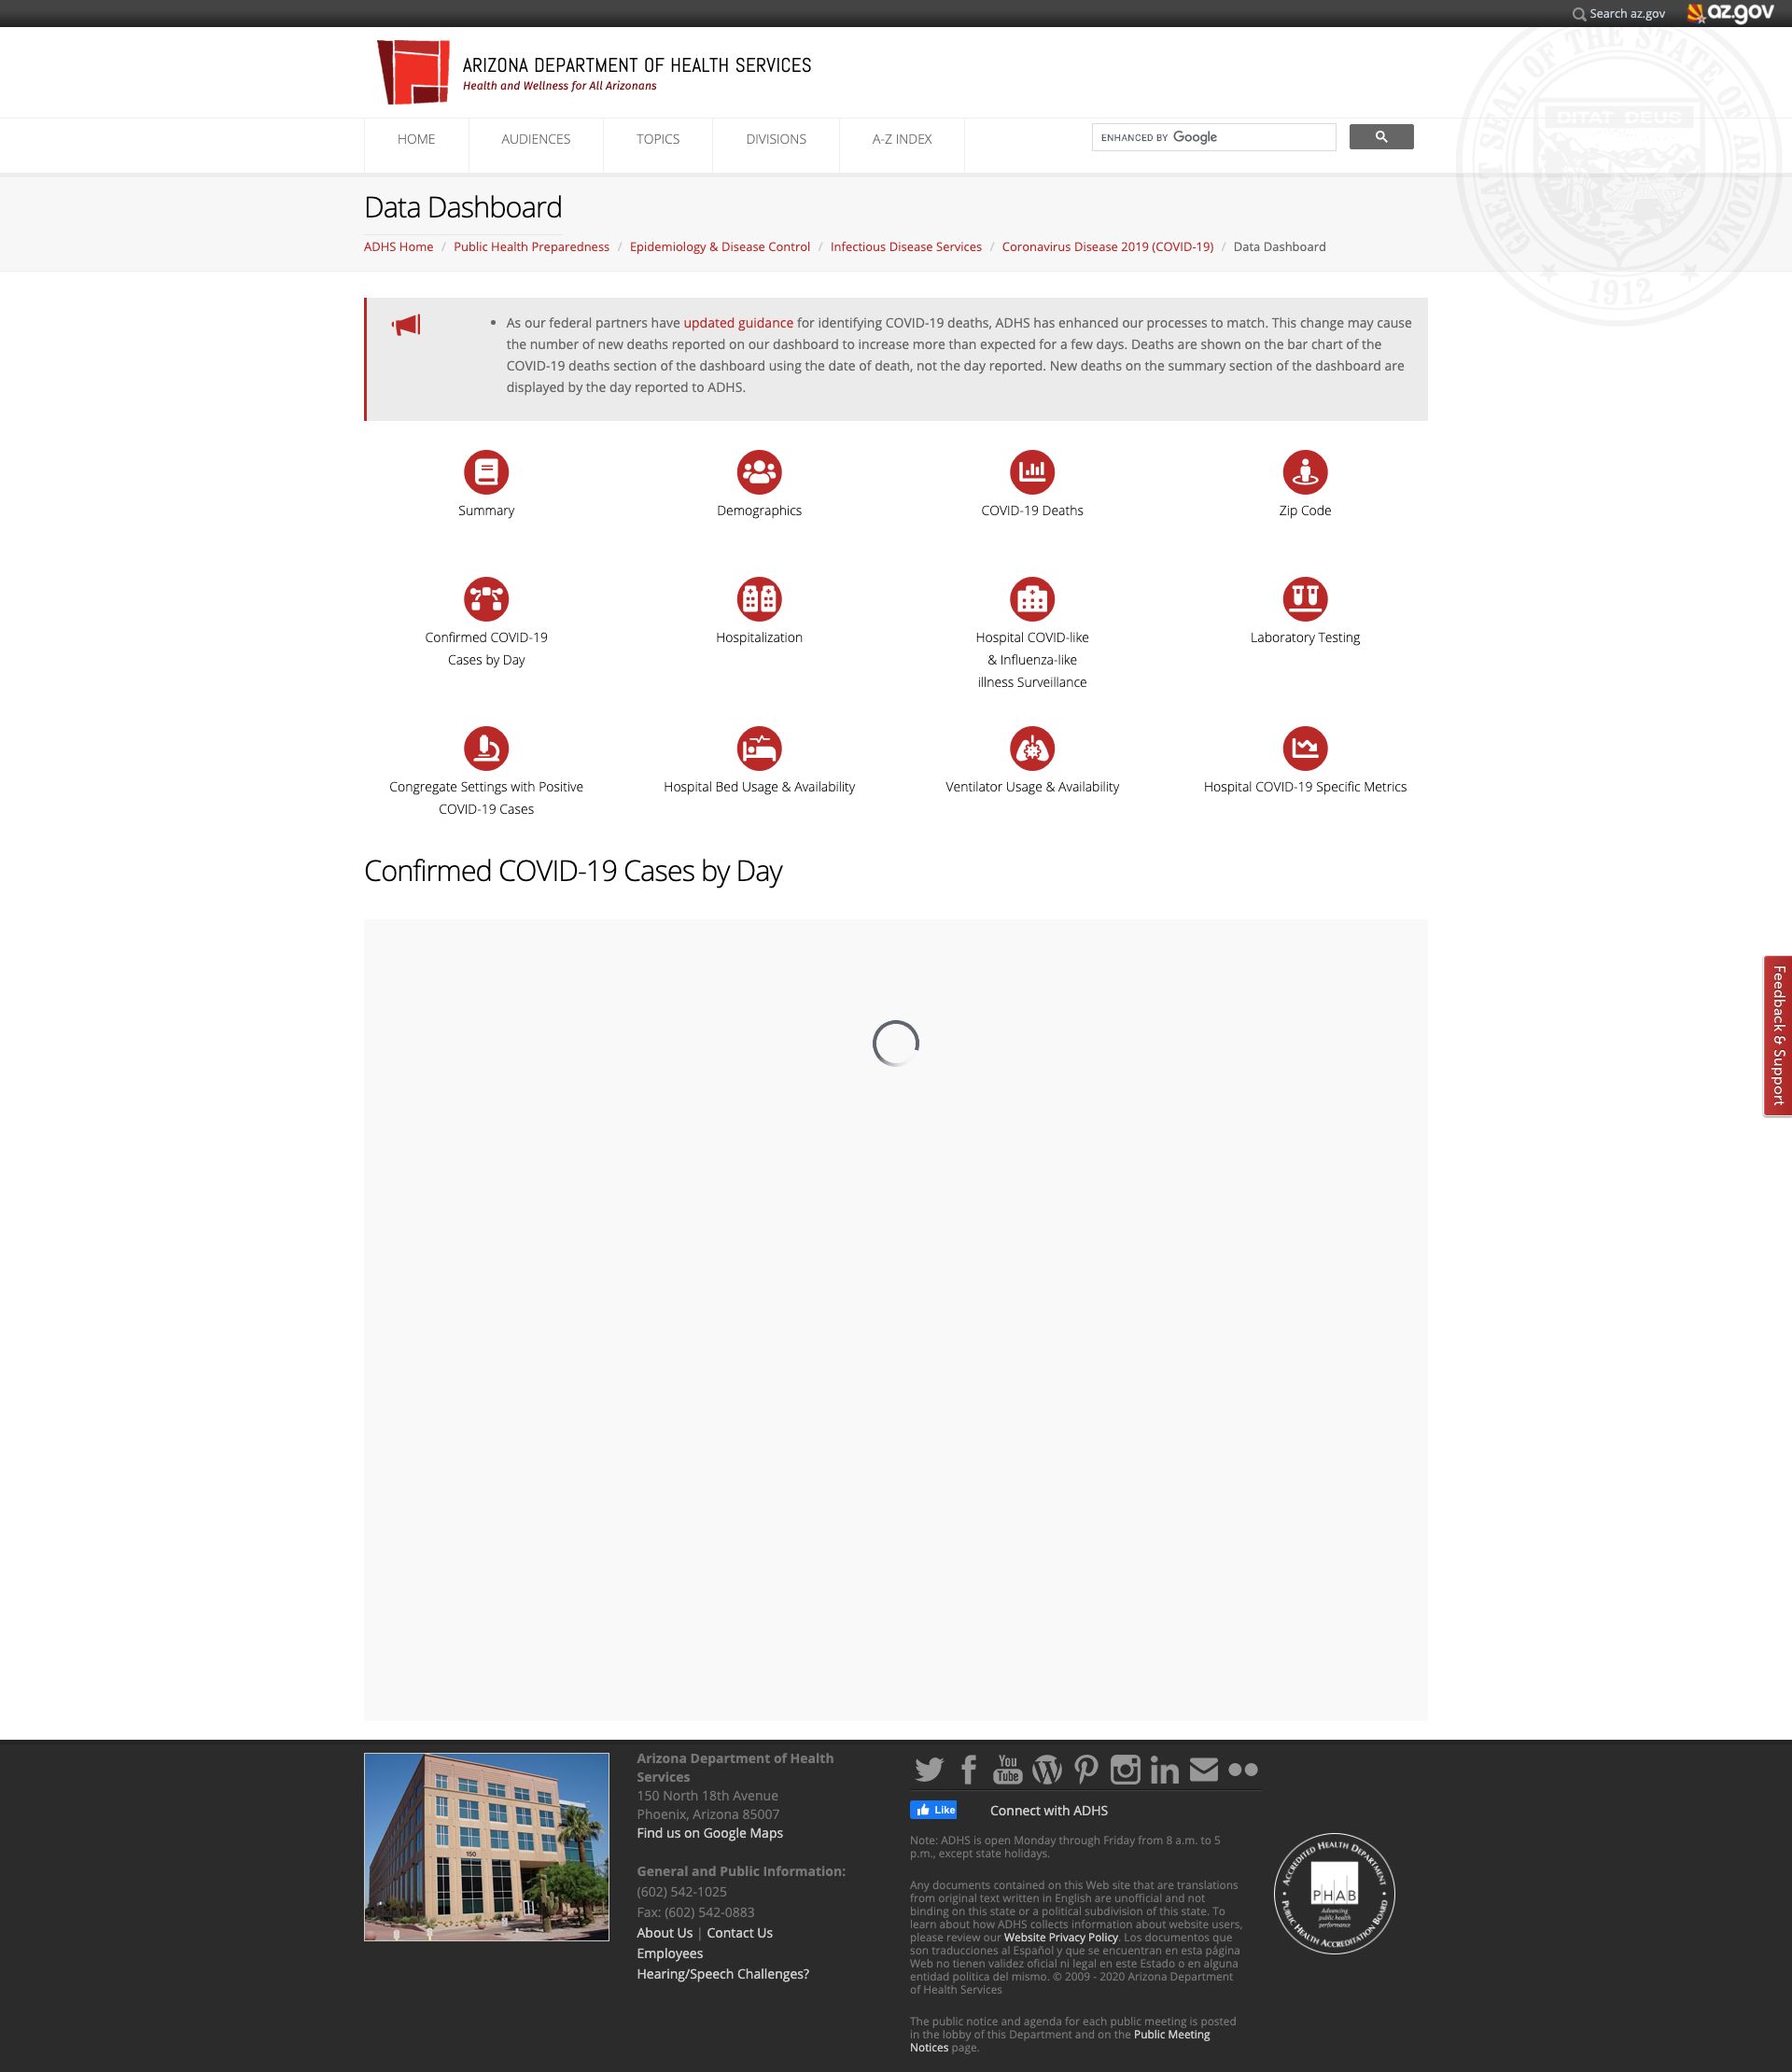 Search az.gov
az.gov
ARIZONA DEPARTMENT OF HEALTH SERVICES
Health and Wellness for All Arizonans
HOME
AUDIENCES
TOPICS
DIVISIONS
A-Z INDEX
ENHANCED BY Google
GREAT SEAL OF THE STATE OF ARIZONA
DITAT DEUS
1912
Data Dashboard
ADHS Home / Public Health Preparedness / Epidemiology & Disease Control / Infectious Disease Services / Coronavirus Disease 2019 (COVID-19) / Data Dashboard
• As our federal partners have updated guidance for identifying COVID-19 deaths, ADHS has enhanced our processes to match. This change may cause
the number of new deaths reported on our dashboard to increase more than expected for a few days. Deaths are shown on the bar chart of the
COVID-19 deaths section of the dashboard using the date of death, not the day reported. New deaths on the summary section of the dashboard are
displayed by the day reported to ADHS.
Summary
Demographics
COVID-19 Deaths
Zip Code
Confirmed COVID-19
Cases by Day
Hospitalization
Hospital COVID-like
& Influenza-like
illness Surveillance
Laboratory Testing
Congregate Settings with Positive
COVID-19 Cases
Hospital Bed Usage & Availability
Ventilator Usage & Availability
Hospital COVID-19 Specific Metrics
Confirmed COVID-19 Cases by Day
Feedback & Support
150
Arizona Department of Health
Services
150 North 18th Avenue
Phoenix, Arizona 85007
Find us on Google Maps
General and Public Information:
(602) 542-1025
Fax: (602) 542-0883
About Us | Contact Us
Employees
Hearing/Speech Challenges?
You
Tube
Like
Connect with ADHS
Note: ADHS is open Monday through Friday from 8 a.m. to 5
p.m., except state holidays.
Any documents contained on this Web site that are translations
from original text written in English are unofficial and not
binding on this state or a political subdivision of this state. To
learn about how ADHS collects information about website users,
please review our Website Privacy Policy. Los documentos que
son traducciones al Español y que se encuentran en esta página
Web no tienen validez oficial ni legal en este Estado o en alguna
entidad politica del mismo. © 2009 - 2020 Arizona Department
of Health Services
The public notice and agenda for each public meeting is posted
in the lobby of this Department and on the Public Meeting
Notices page.
ACCREDITED HEALTH DEPARTMENT
PHAB
Advancing
public health
performance
PUBLIC HEALTH ACCREDITATION BOARD